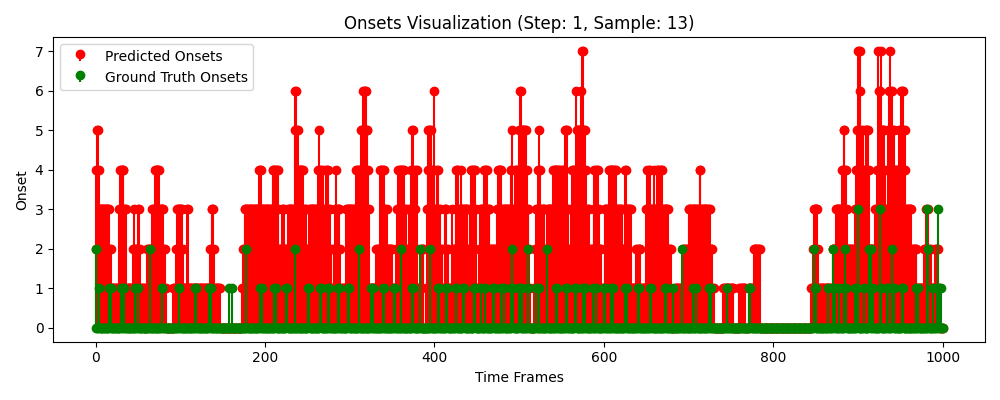 Onsets Visualization (Step: 1, Sample: 13)
Predicted Onsets
Ground Truth Onsets
Onset
7
6
5
4
3
2
1
0
0
200
400
600
800
1000
Time Frames